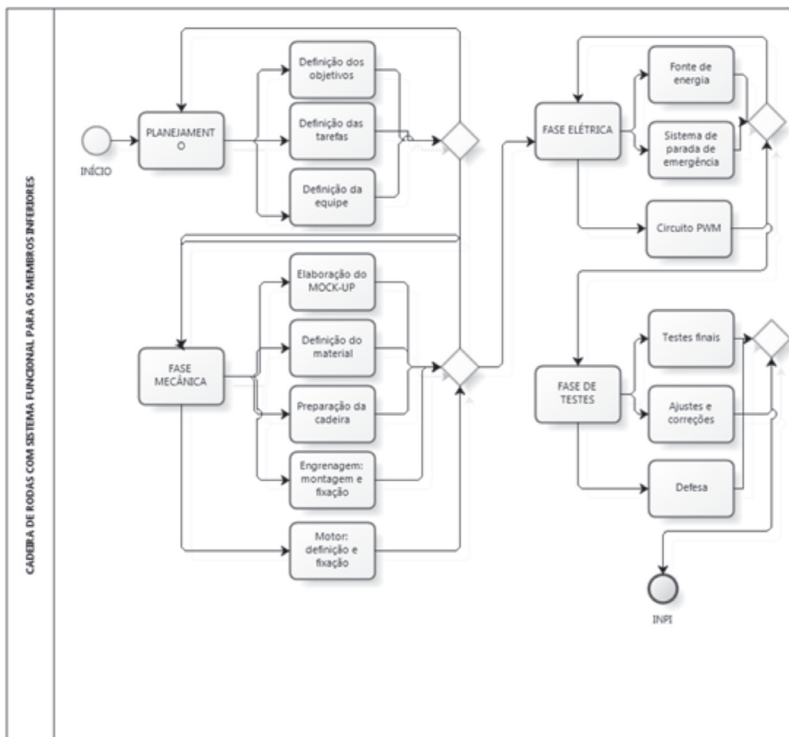 CADEIRA DE RODAS COM SISTEMA FUNCIONAL PARA OS MEMBROS INFERIORES
INÍCIO
PLANEJAMENT
O
Definição dos
objetivos
Definição das
tarefas
Definição da
equipe
FASE
MECÂNICA
Elaboração do
MOCK-UP
Definição do
material
Preparação da
cadeira
Engrenagem:
montagem e
fixação
Motor:
definição e
fixação
FASE ELÉTRICA
Fonte de
energia
Sistema de
parada de
emergência
Circuito PWM
FASE DE
TESTES
Testes finais
Ajustes e
correções
Defesa
INPI